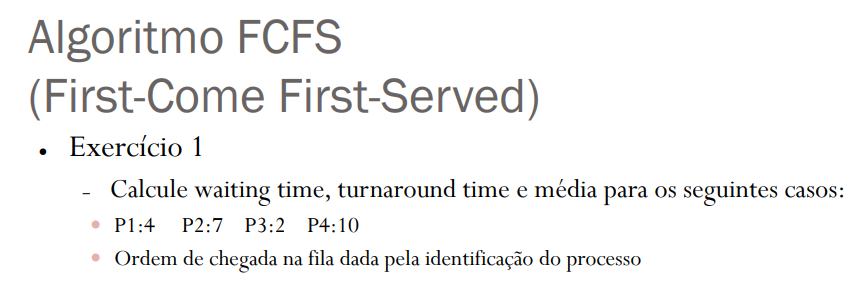 Algoritmo FCFS
(First-Come First-Served)
• Exercício 1
– Calcule waiting time, turnaround time e média para os seguintes casos:
• P1:4 P2:7 P3:2 P4:10
• Ordem de chegada na fila dada pela identificação do processo